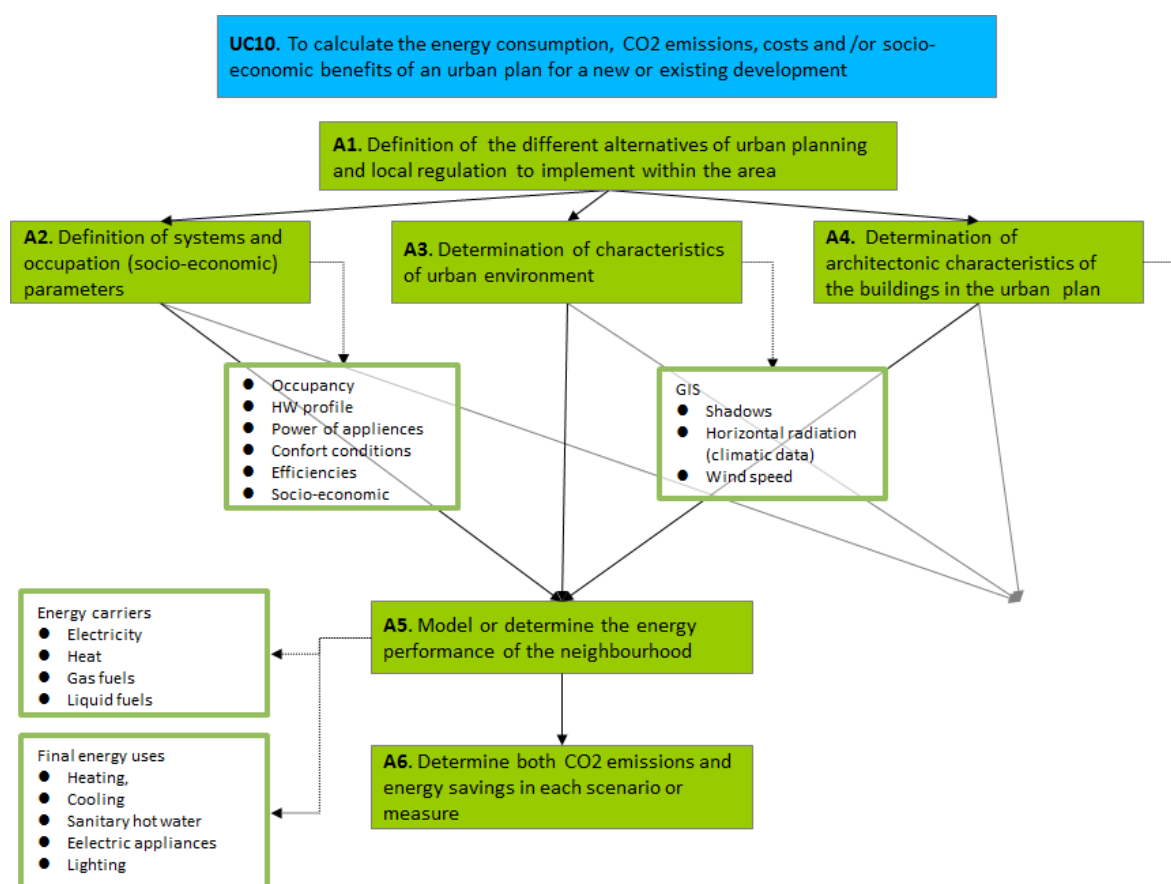 UC10. To calculate the energy consumption, CO2 emissions, costs and /or socio-
economic benefits of an urban plan for a new or existing development
A1. Definition of the different alternatives of urban planning
and local regulation to implement within the area
A2. Definition of systems and
occupation (socio-economic)
parameters
A3. Determination of characteristics
of urban environment
A4. Determination of
architectonic characteristics of
the buildings in the urban plan
● Occupancy
● HW profile
● Power of appliences
● Confort conditions
● Efficiencies
● Socio-economic
GIS
● Shadows
● Horizontal radiation
(climatic data)
● Wind speed
Energy carriers
● Electricity
● Heat
● Gas fuels
● Liquid fuels
A5. Model or determine the energy
performance of the neighbourhood
Final energy uses
● Heating,
● Cooling
● Sanitary hot water
● Eelectric appliances
● Lighting
A6. Determine both CO2 emissions and
energy savings in each scenario or
measure